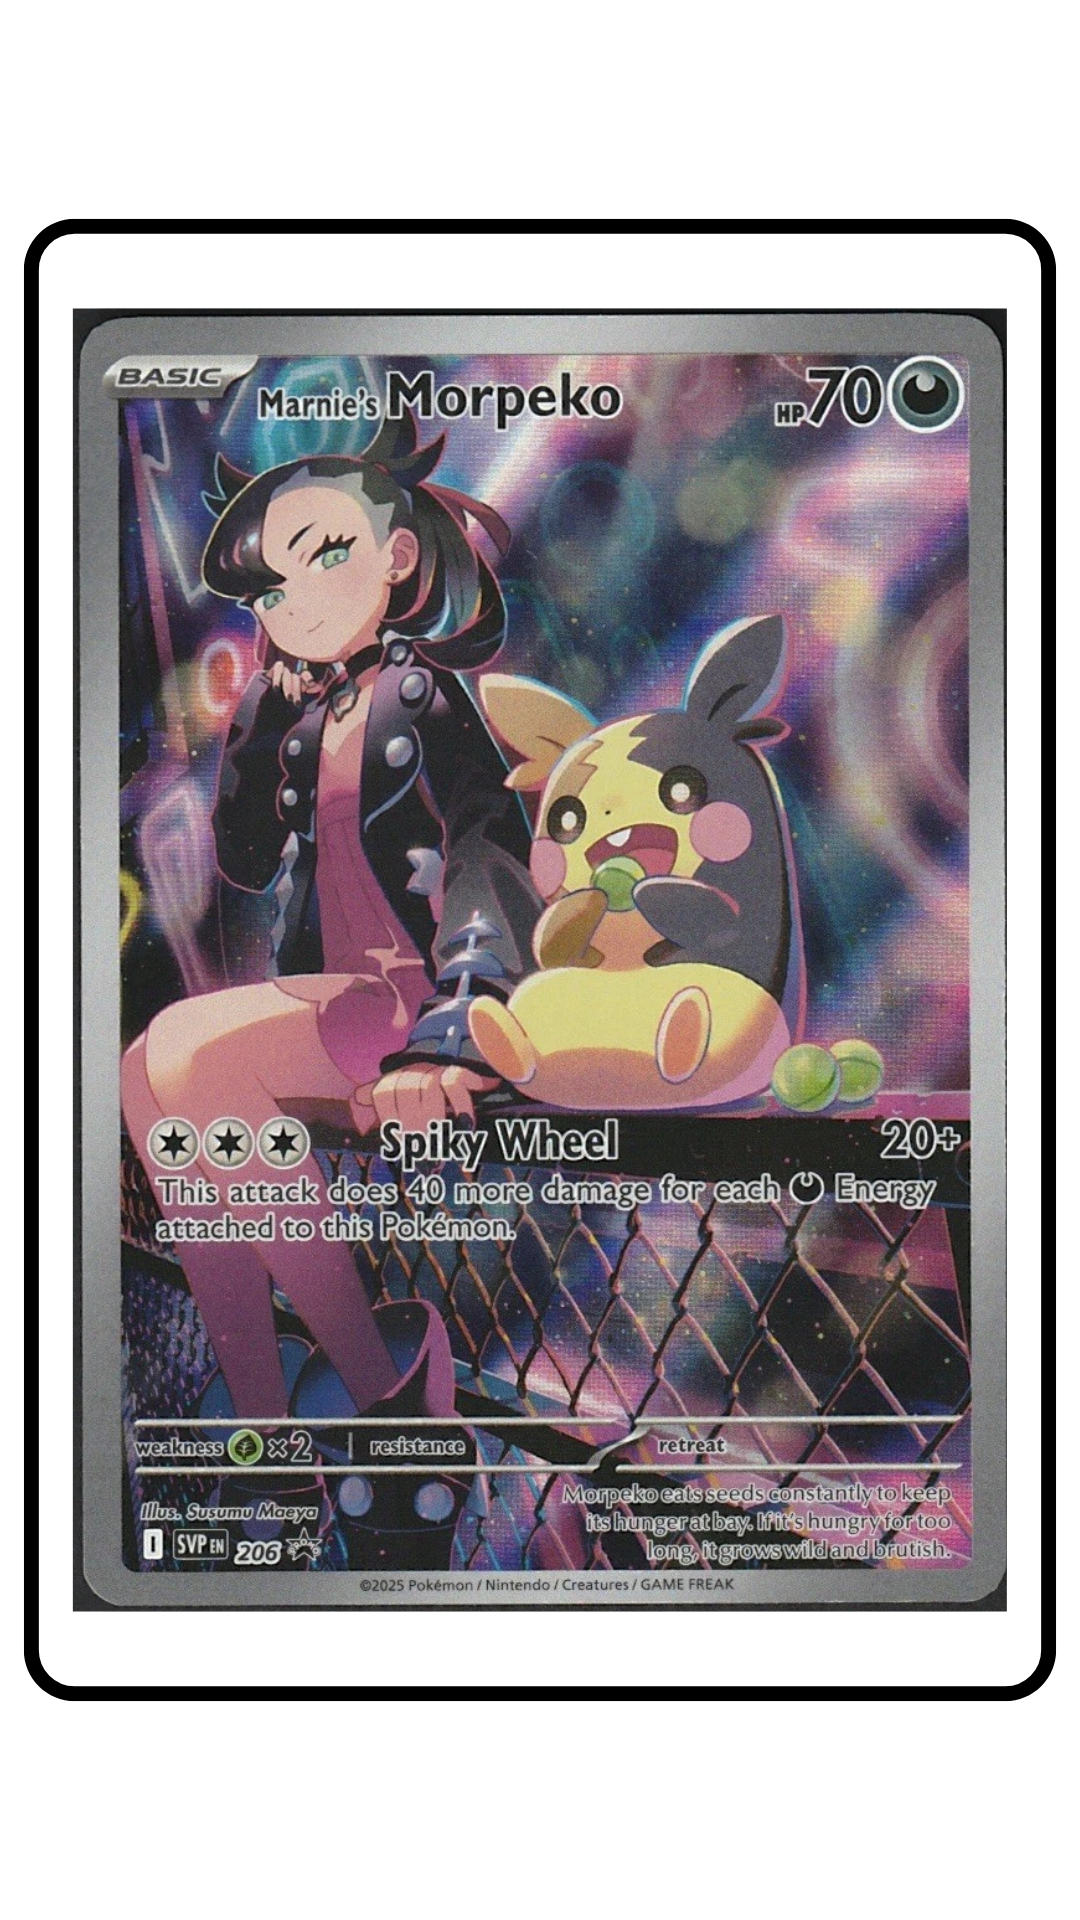 BASIC
Marnie's Morpeko
HP 70
Spiky Wheel 20+
This attack does 40 more damage for each Energy
attached to this Pokémon.
weakness ×2 resistance retreat
Illus. Susumu Maeya
I SVP EN 206
Morpeko eats seeds constantly to keep
its hunger at bay. If it's hungry for too
long, it grows wild and brutish.
©2025 Pokémon / Nintendo / Creatures / GAME FREAK